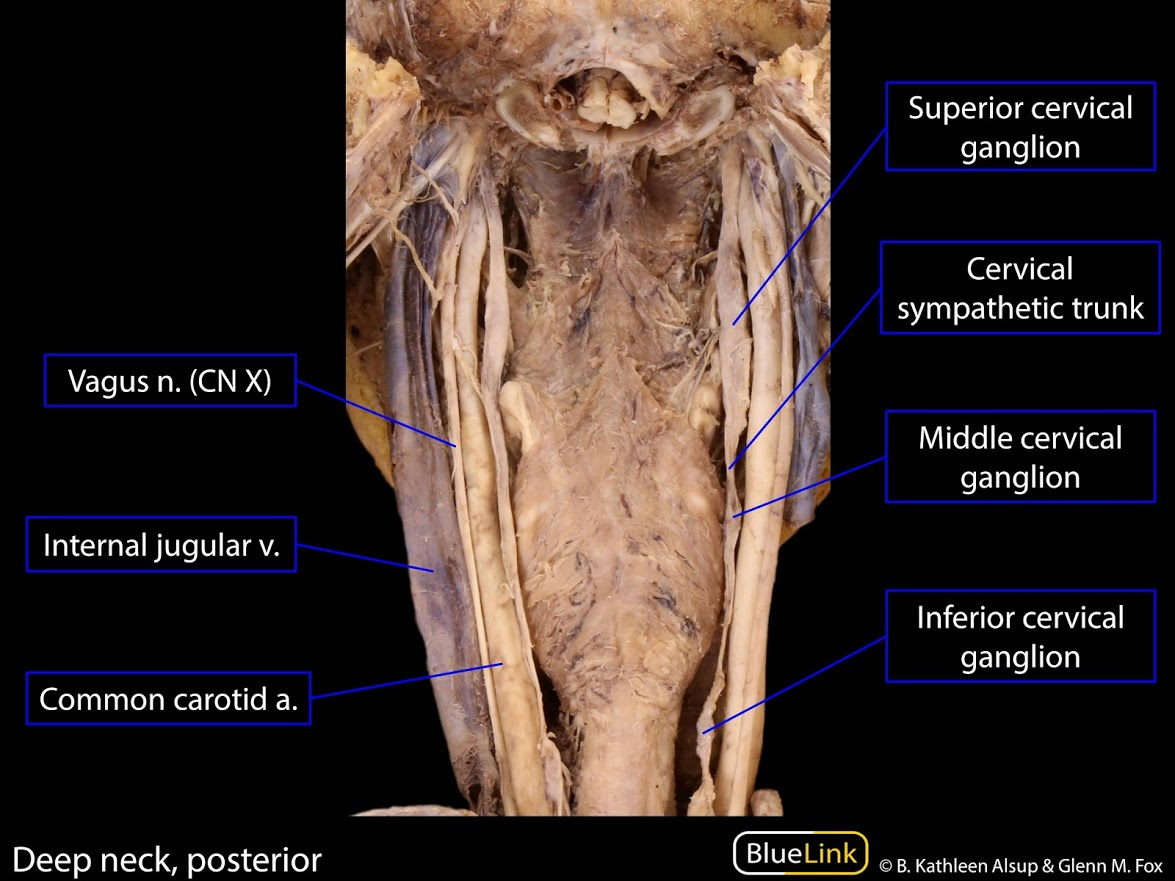 Superior cervical
ganglion
Cervical
sympathetic trunk
Vagus n. (CN X)
Middle cervical
ganglion
Internal jugular v.
Inferior cervical
ganglion
Common carotid a.
Deep neck, posterior
BlueLink
© B. Kathleen Alsup & Glenn M. Fox